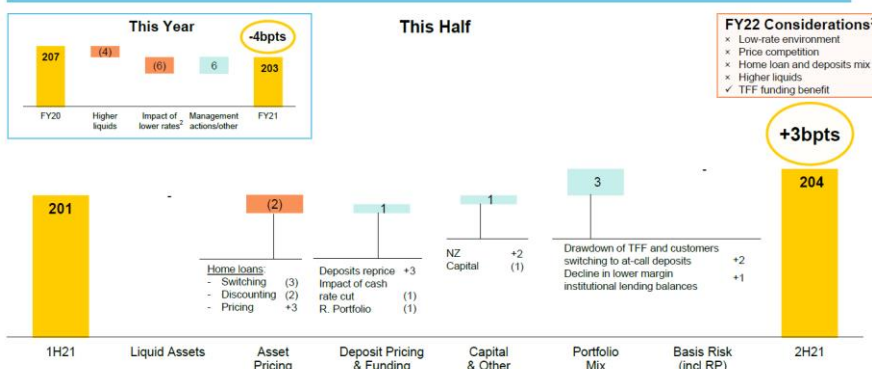 This Year
-4bpts
207
(4)
(6)
6
203
FY20
Higher
liquids
Impact of
lower rates2
Management
actions/other
FY21
This Half
FY22 Considerations
× Low-rate environment
× Price competition
× Home loan and deposits mix
× Higher liquids
✓ TFF funding benefit
+3bpts
201
-
(2)
1
1
3
-
204
Home loans:
- Switching (3)
- Discounting (2)
- Pricing +3
Deposits reprice +3
Impact of cash
rate cut (1)
R. Portfolio (1)
NZ +2
Capital (1)
Drawdown of TFF and customers
switching to at-call deposits +2
Decline in lower margin
institutional lending balances +1
1H21
Liquid Assets
Asset
Pricing
Deposit Pricing
& Funding
Capital
& Other
Portfolio
Mix
Basis Risk
(incl RP)
2H21